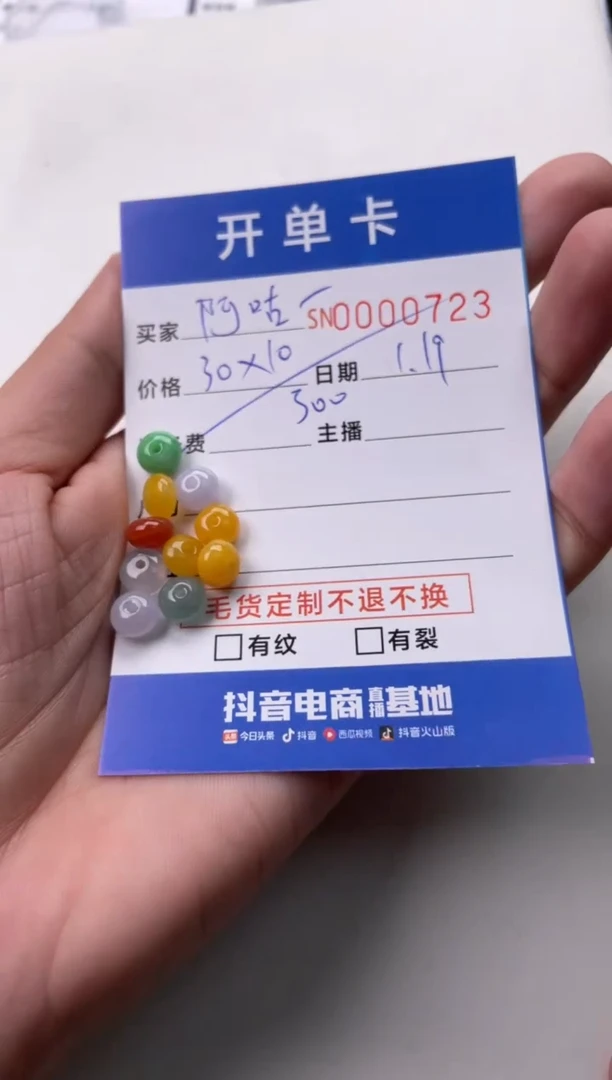 开单卡
买家 阿咕 SN0000723
价格 30×10 日期 1.19
300
费 主播
毛货定制不退不换
□有纹 □有裂
抖音电商直播基地
头条 今日头条 抖音 西瓜视频 抖音火山版